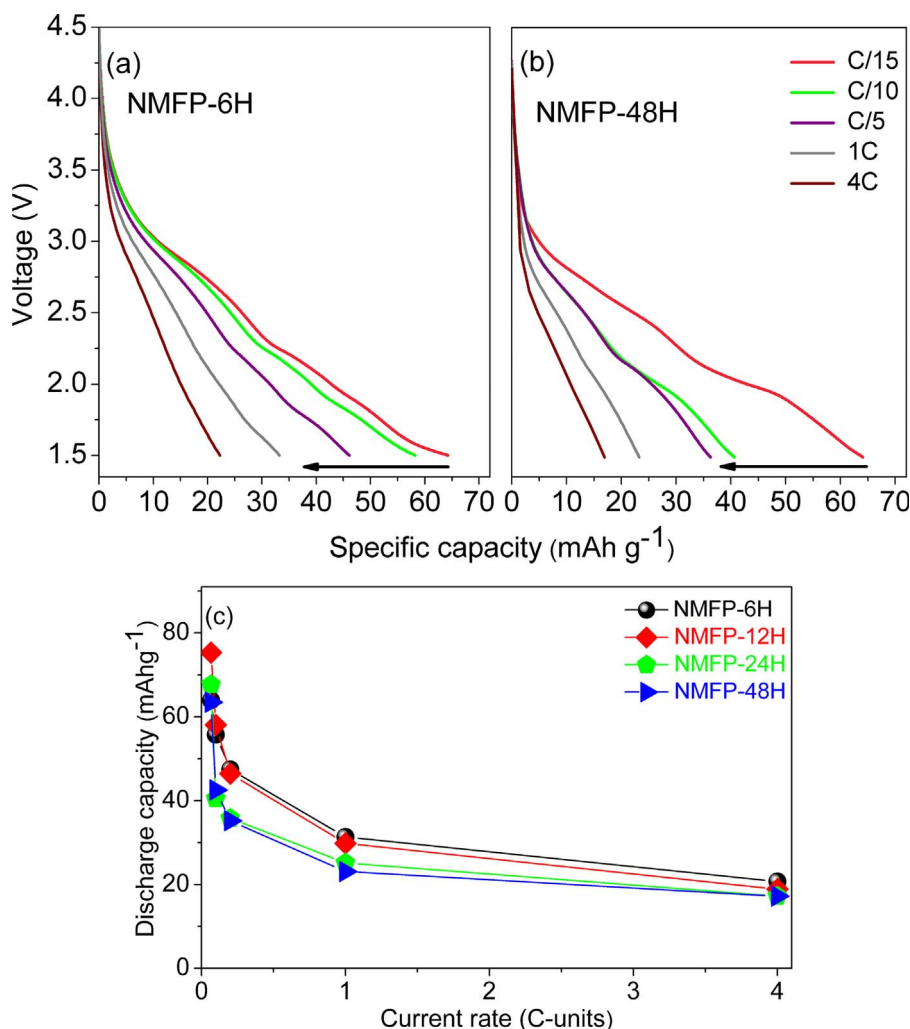 (a)
NMFP-6H
(b)
NMFP-48H
C/15
C/10
C/5
1C
4C
Voltage (V)
4.5
4.0
3.5
3.0
2.5
2.0
1.5
0 10 20 30 40 50 60 70
0 10 20 30 40 50 60 70
Specific capacity (mAh g⁻¹)
(c)
NMFP-6H
NMFP-12H
NMFP-24H
NMFP-48H
Discharge capacity (mAhg⁻¹)
80
60
40
20
0
0 1 2 3 4
Current rate (C-units)